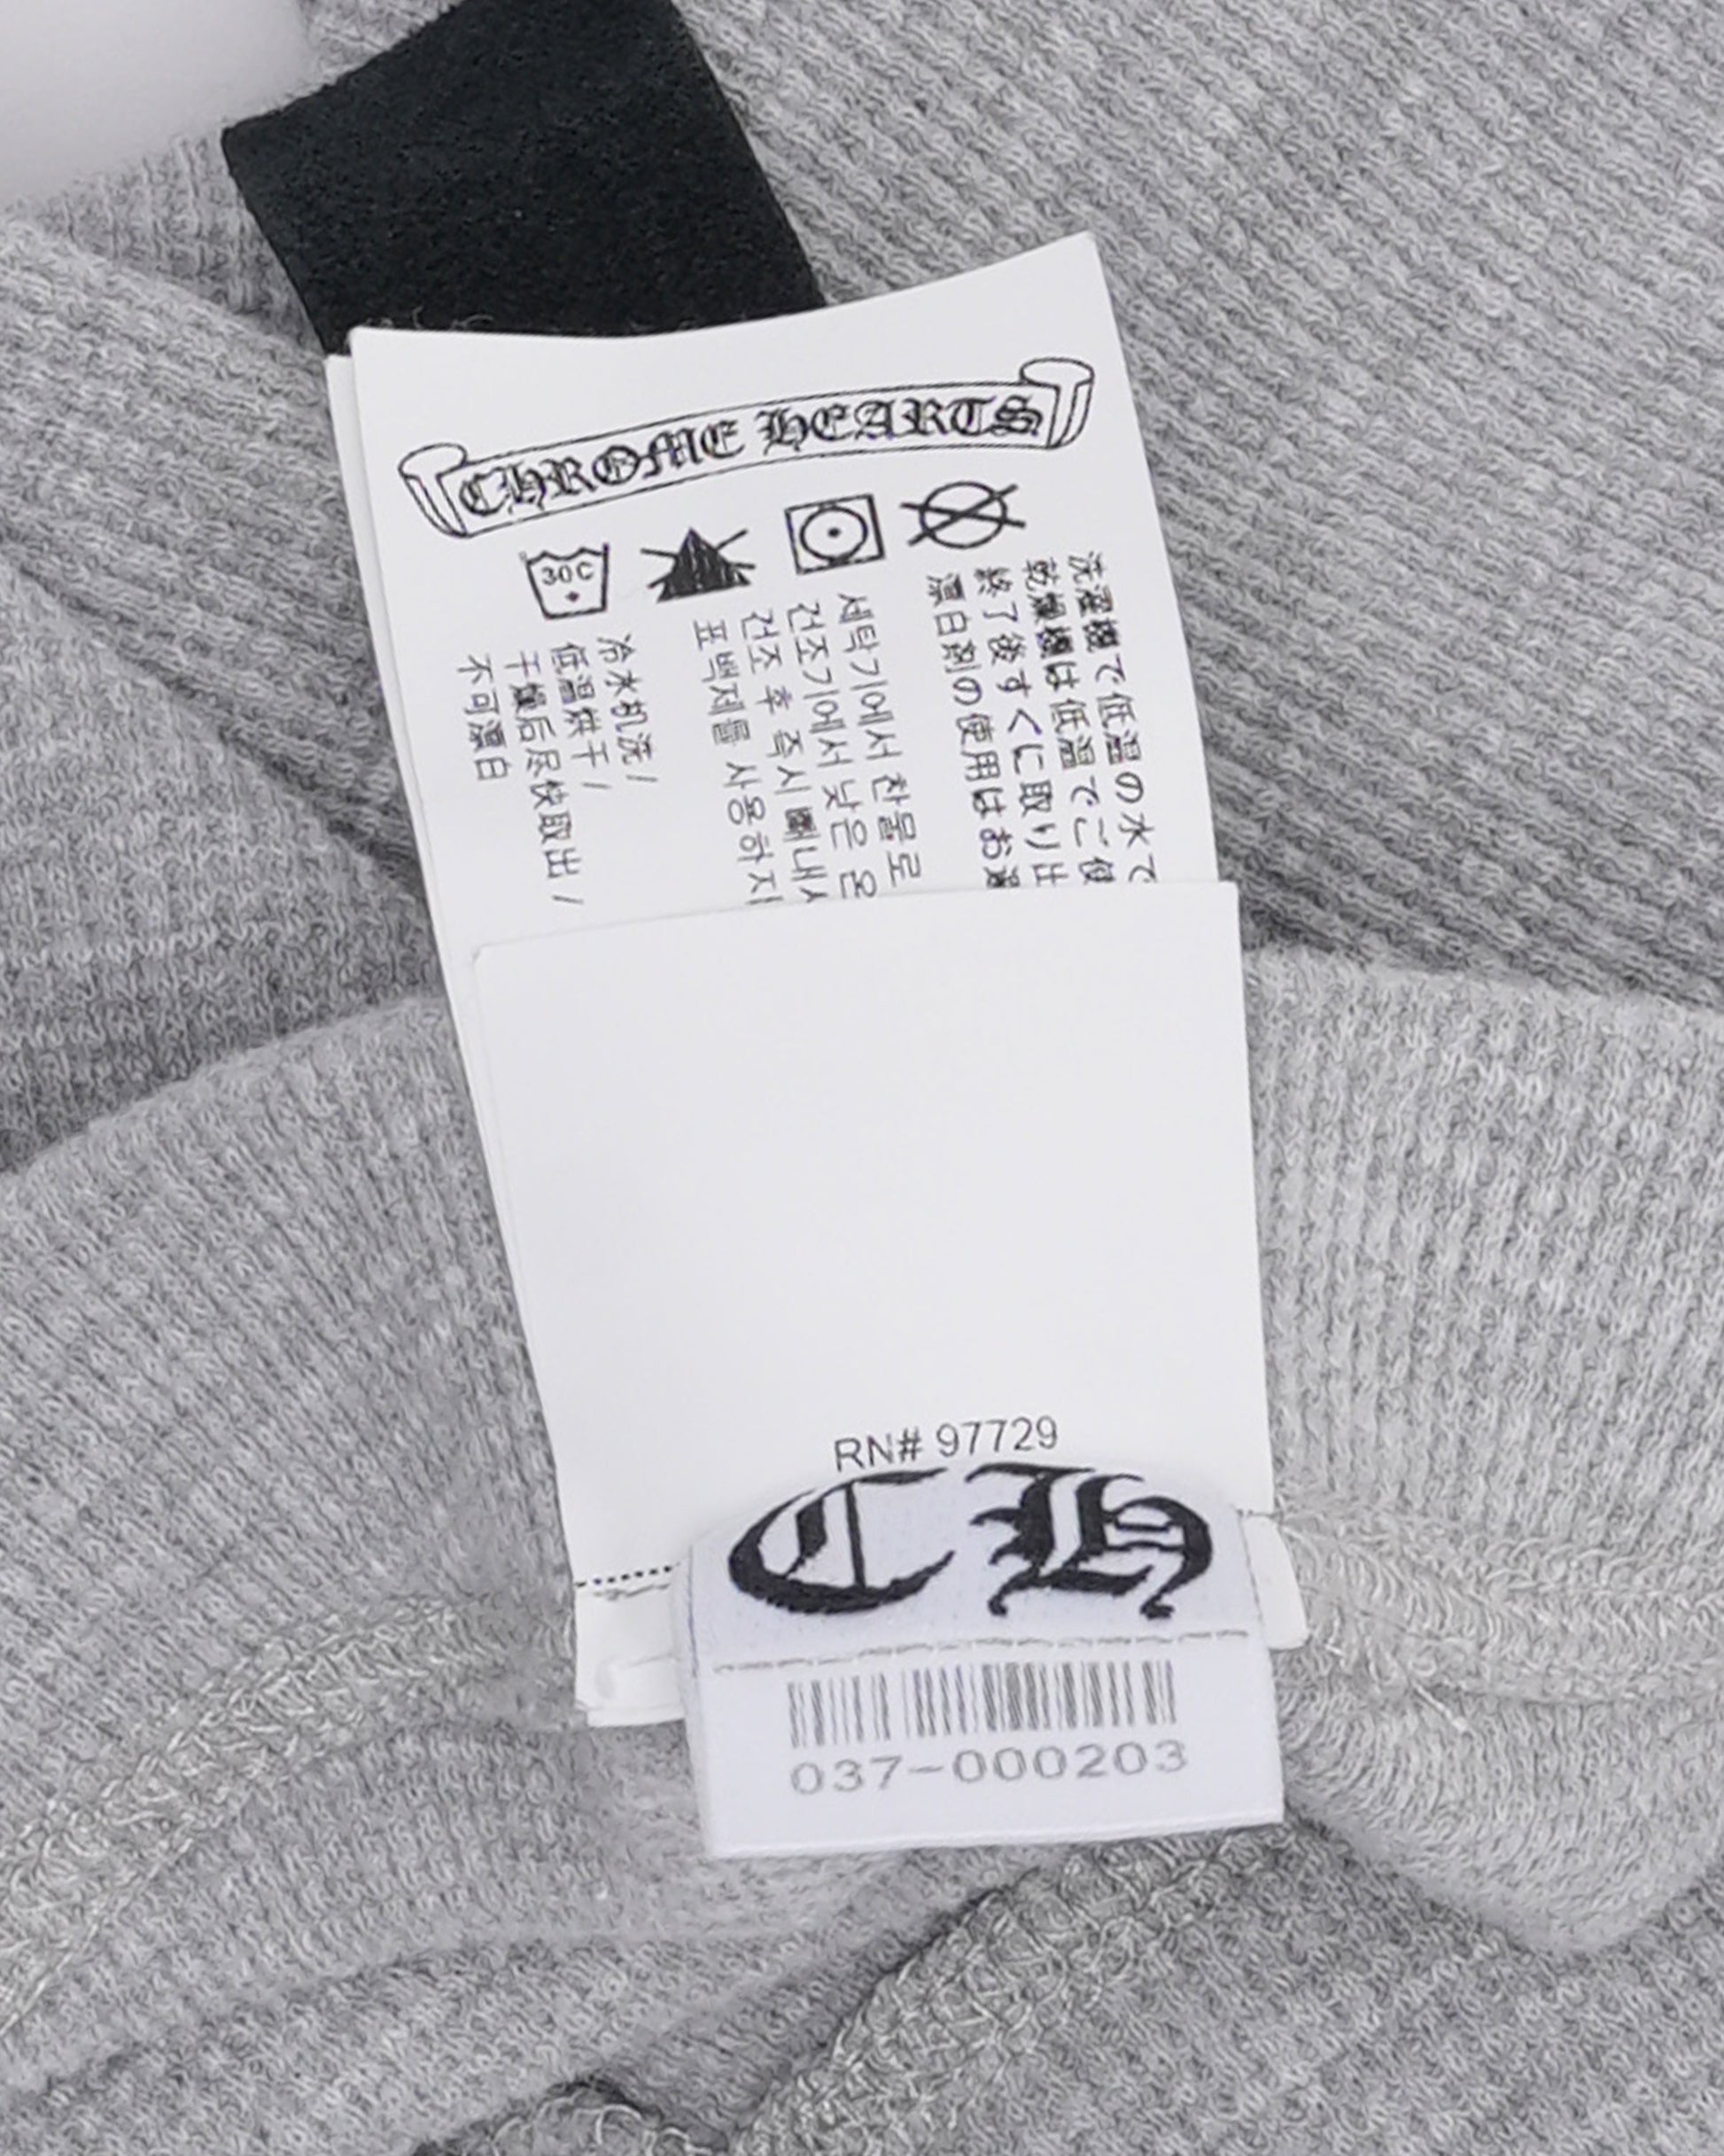 CHROME HEARTS
30C
洗濯機で低温の水で
乾燥機は低温でご使
終了後すぐに取り出
漂白剤の使用はお避
세탁기에서 찬물로
건조기에서 낮은 온
건조 후 즉시 빼내
표백제를 사용하지
冷水机洗 /
低温烘干 /
干燥后尽快取出 /
不可漂白
RN# 97729
CH
037-000203